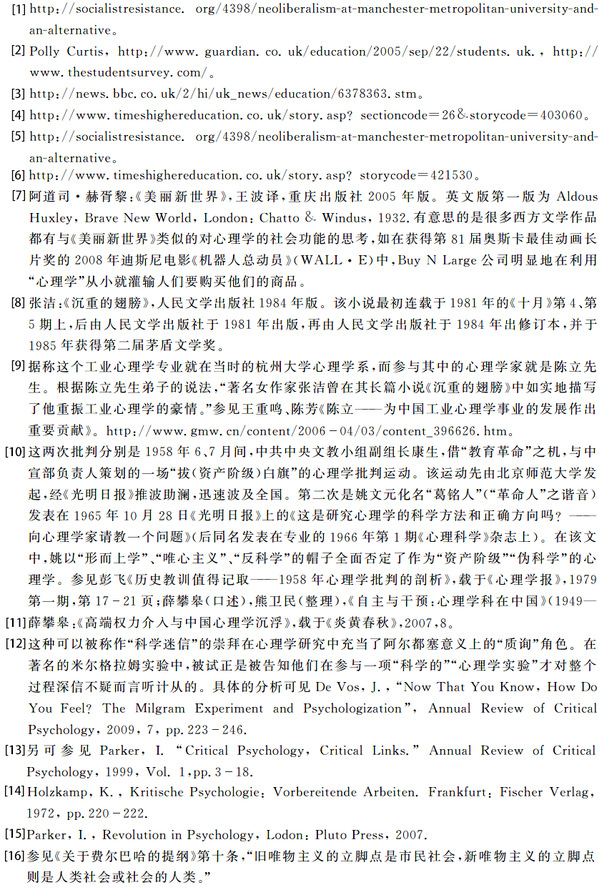 [1] http://socialistresistance. org/4398/neoliberalism-at-manchester-metropolitan-university-and-
an-alternative。
[2] Polly Curtis, http://www. guardian. co. uk/education/2005/sep/22/students. uk. , http://
www. thestudentsurvey. com/。
[3] http://news. bbc. co. uk/2/hi/uk_news/education/6378363. stm。
[4] http://www. timeshighereducation. co. uk/story. asp? sectioncode=26&storycode=403060。
[5] http://socialistresistance. org/4398/neoliberalism-at-manchester-metropolitan-university-and-
an-alternative。
[6] http://www. timeshighereducation. co. uk/story. asp? storycode=421530。
[7] 阿道司·赫胥黎:《美丽新世界》,王波译,重庆出版社 2005 年版。英文版第一版为 Aldous
Huxley, Brave New World, London: Chatto & Windus, 1932. 有意思的是很多西方文学作品
都有与《美丽新世界》类似的对心理学的社会功能的思考,如在获得第 81 届奥斯卡最佳动画长
片奖的 2008 年迪斯尼电影《机器人总动员》(WALL·E)中,Buy N Large 公司明显地在利用
“心理学”从小就灌输人们要购买他们的商品。
[8] 张洁:《沉重的翅膀》,人民文学出版社 1984 年版。该小说最初连载于 1981 年的《十月》第 4、第
5 期上,后由人民文学出版社于 1981 年出版,再由人民文学出版社于 1984 年出修订本,并于
1985 年获得第二届茅盾文学奖。
[9] 据称这个工业心理学专业就在当时的杭州大学心理学系,而参与其中的心理学家就是陈立先
生。根据陈立先生弟子的说法,“著名女作家张洁曾在其长篇小说《沉重的翅膀》中如实地描写
了他重振工业心理学的豪情。”参见王重鸣、陈芳《陈立——为中国工业心理学事业的发展作出
重要贡献》。http://www. gmw. cn/content/2006-04/03/content_396626. htm。
[10] 这两次批判分别是 1958 年 6、7 月间,中共中央文教小组副组长康生,借“教育革命”之机,与中
宣部负责人策划的一场“拔(资产阶级)白旗”的心理学批判运动。该运动先由北京师范大学发
起,经《光明日报》推波助澜,迅速波及全国。第二次是姚文元化名“葛铭人”(“革命人”之谐音)
发表在 1965 年 10 月 28 日《光明日报》上的《这是研究心理学的科学方法和正确方向吗?——
向心理学家请教一个问题》(后同名发表在专业的 1966 年第 1 期《心理科学》杂志上)。在该文
中,姚以“形而上学”、“唯心主义”、“反科学”的帽子全面否定了作为“资产阶级”“伪科学”的心
理学。参见彭飞《历史教训值得记取——1958 年心理学批判的剖析》,载于《心理学报》,1979
第一期,第 17-21 页;薛攀皋(口述),熊卫民(整理),《自主与干预:心理学科在中国》(1949—
[11] 薛攀皋:《高端权力介入与中国心理学沉浮》,载于《炎黄春秋》,2007,8。
[12] 这种可以被称作“科学迷信”的崇拜在心理学研究中充当了阿尔都塞意义上的“质询”角色。在
著名的米尔格拉姆实验中,被试正是被告知他们在参与一项“科学的”“心理学实验”才对整个
过程深信不疑而言听计从的。具体的分析可见 De Vos, J. , “Now That You Know, How Do
You Feel? The Milgram Experiment and Psychologization”, Annual Review of Critical
Psychology, 2009, 7, pp. 223-246.
[13] 另可参见 Parker, I. “Critical Psychology, Critical Links.” Annual Review of Critical
Psychology, 1999, Vol. 1,pp. 3-18.
[14] Holzkamp, K. , Kritische Psychologie: Vorbereitende Arbeiten. Frankfurt: Fischer Verlag,
1972, pp. 220-222.
[15] Parker, I. , Revolution in Psychology, Lodon: Pluto Press, 2007.
[16] 参见《关于费尔巴哈的提纲》第十条,“旧唯物主义的立脚点是市民社会,新唯物主义的立脚点
则是人类社会或社会的人类。”